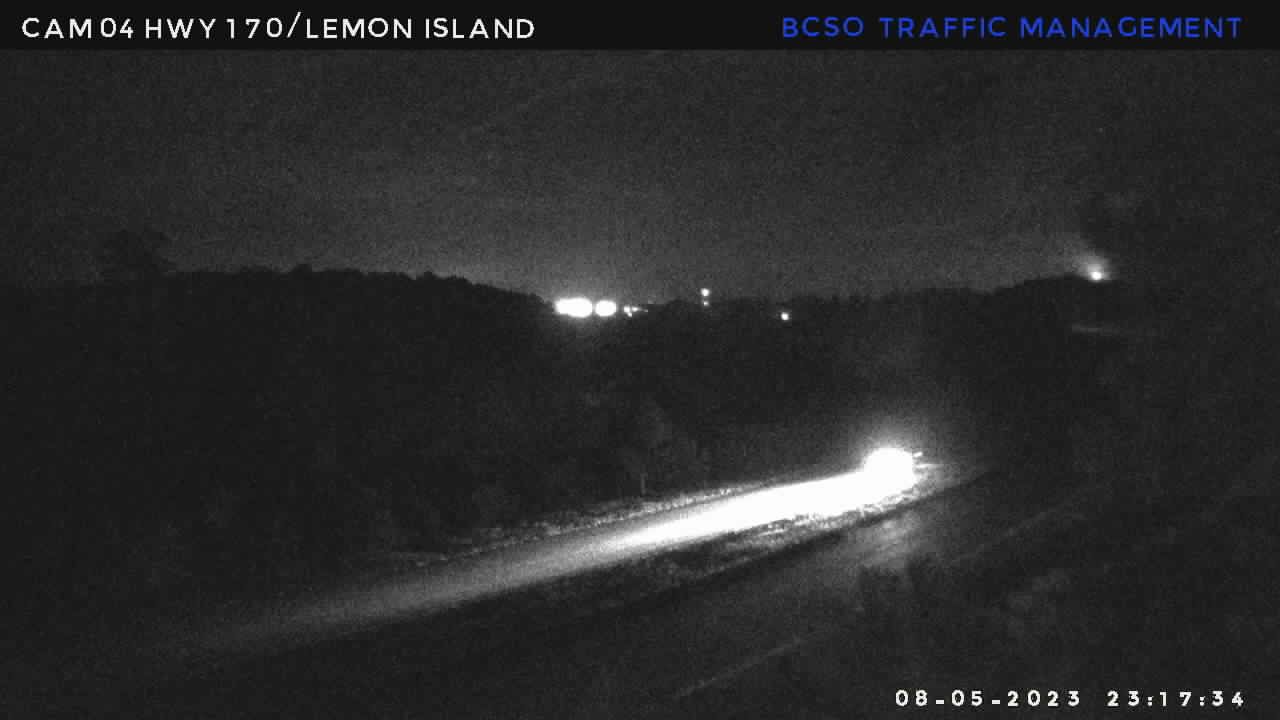 CAM 04 HWY 170/LEMON ISLAND
BCSO TRAFFIC MANAGEMENT
08-05-2023 23:17:34